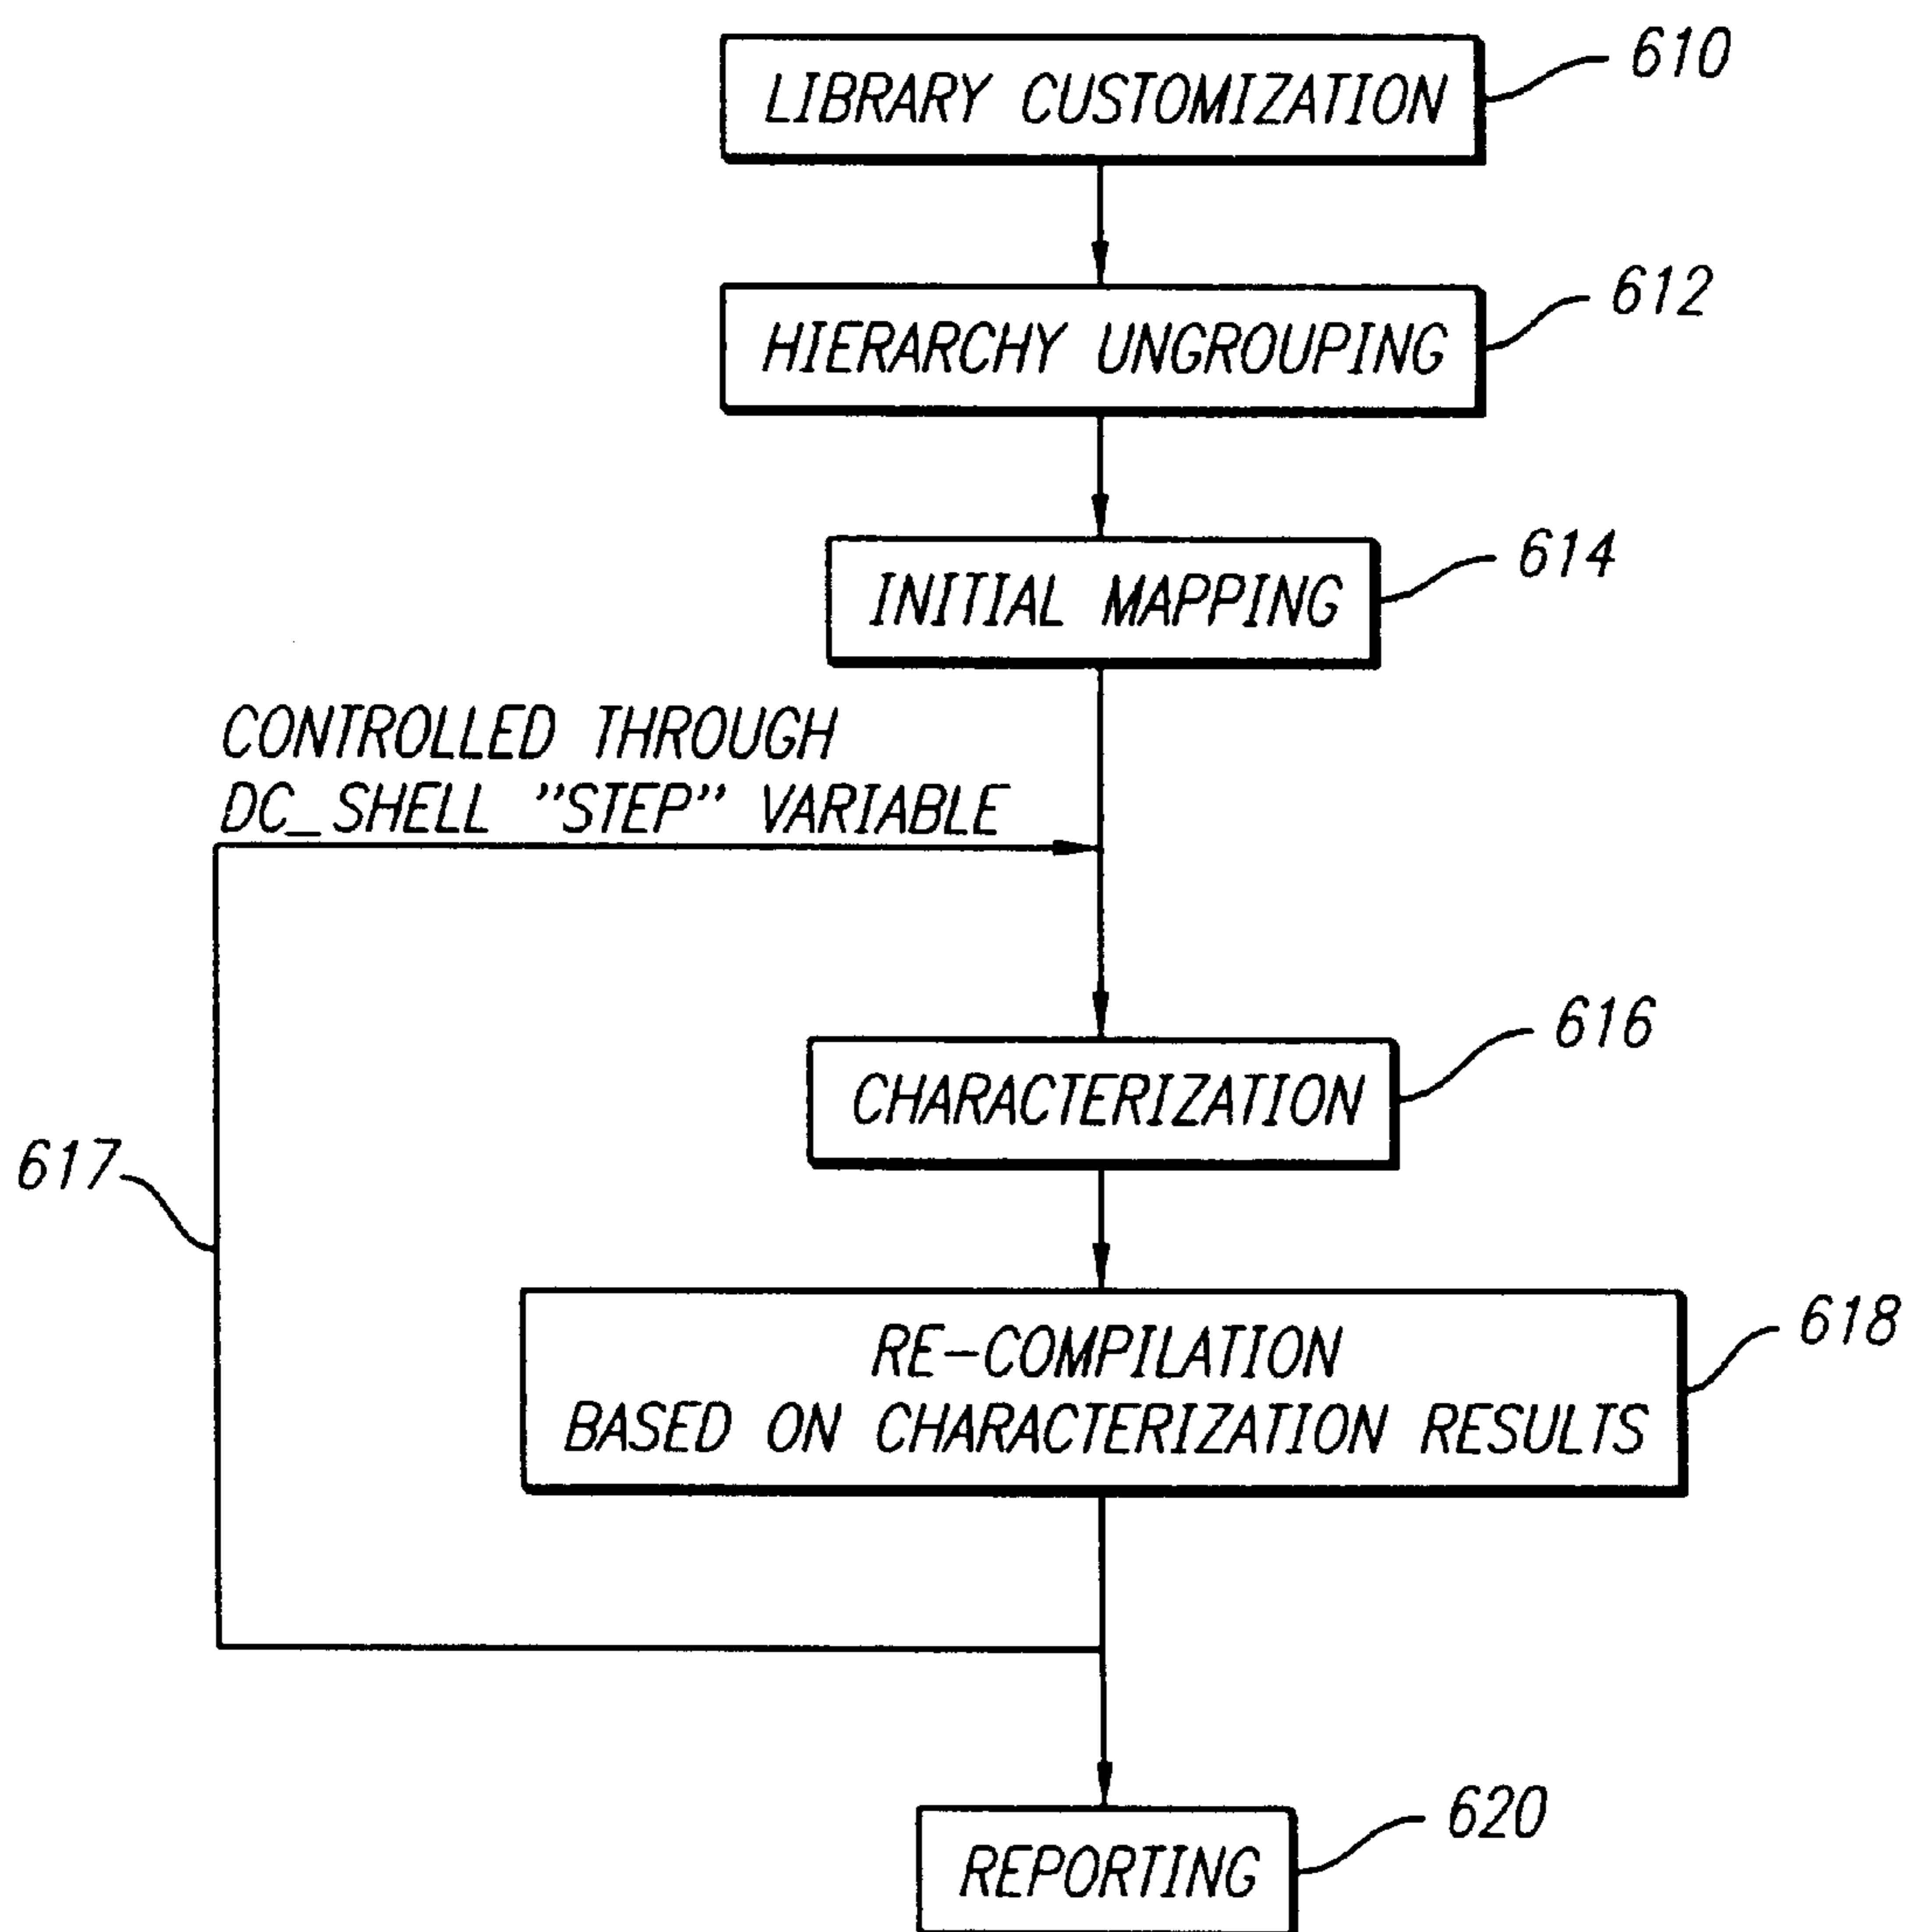 LIBRARY CUSTOMIZATION
610
HIERARCHY UNGROUPING
612
INITIAL MAPPING
614
CONTROLLED THROUGH
DC_SHELL "STEP" VARIABLE
CHARACTERIZATION
616
617
RE-COMPILATION
BASED ON CHARACTERIZATION RESULTS
618
REPORTING
620